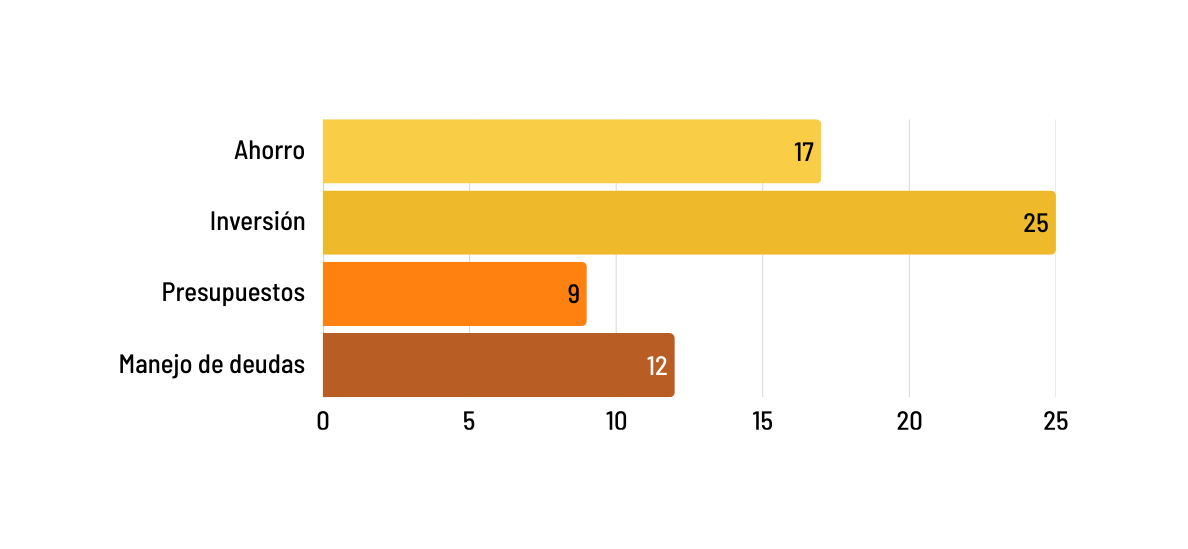 Ahorro 17
Inversión 25
Presupuestos 9
Manejo de deudas 12
0 5 10 15 20 25